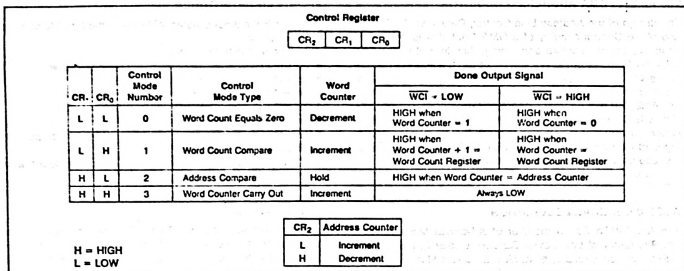 Control Register
CR₂ CR₁ CR₀
CR₁ CR₀ Control Mode Number Control Mode Type Word Counter Done Output Signal
WCI = LOW WCI = HIGH
L L 0 Word Count Equals Zero Decrement HIGH when Word Counter = 1 HIGH when Word Counter = 0
L H 1 Word Count Compare Increment HIGH when Word Counter + 1 = Word Count Register HIGH when Word Counter = Word Count Register
H L 2 Address Compare Hold HIGH when Word Counter = Address Counter
H H 3 Word Counter Carry Out Increment Always LOW
CR₂ Address Counter
L Increment
H Decrement
H = HIGH
L = LOW